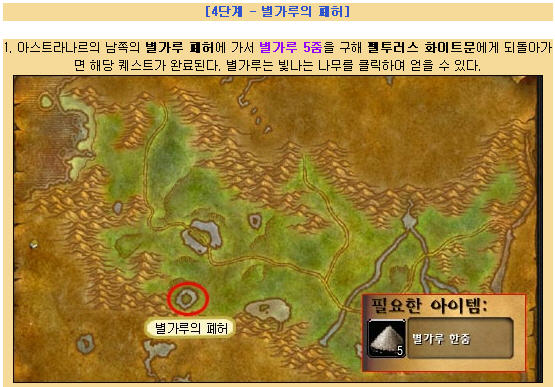 [4단계 - 별가루의 폐허]
1. 아스트라나르의 남쪽의 별가루 폐허에 가서 별가루 5줌을 구해 펠투러스 화이트문에게 되돌아가
면 해당 퀘스트가 완료된다. 별가루는 빛나는 나무를 클릭하며 얻을 수 있다.
별가루의 폐허
필요한 아이템:
별가루 한줌
5